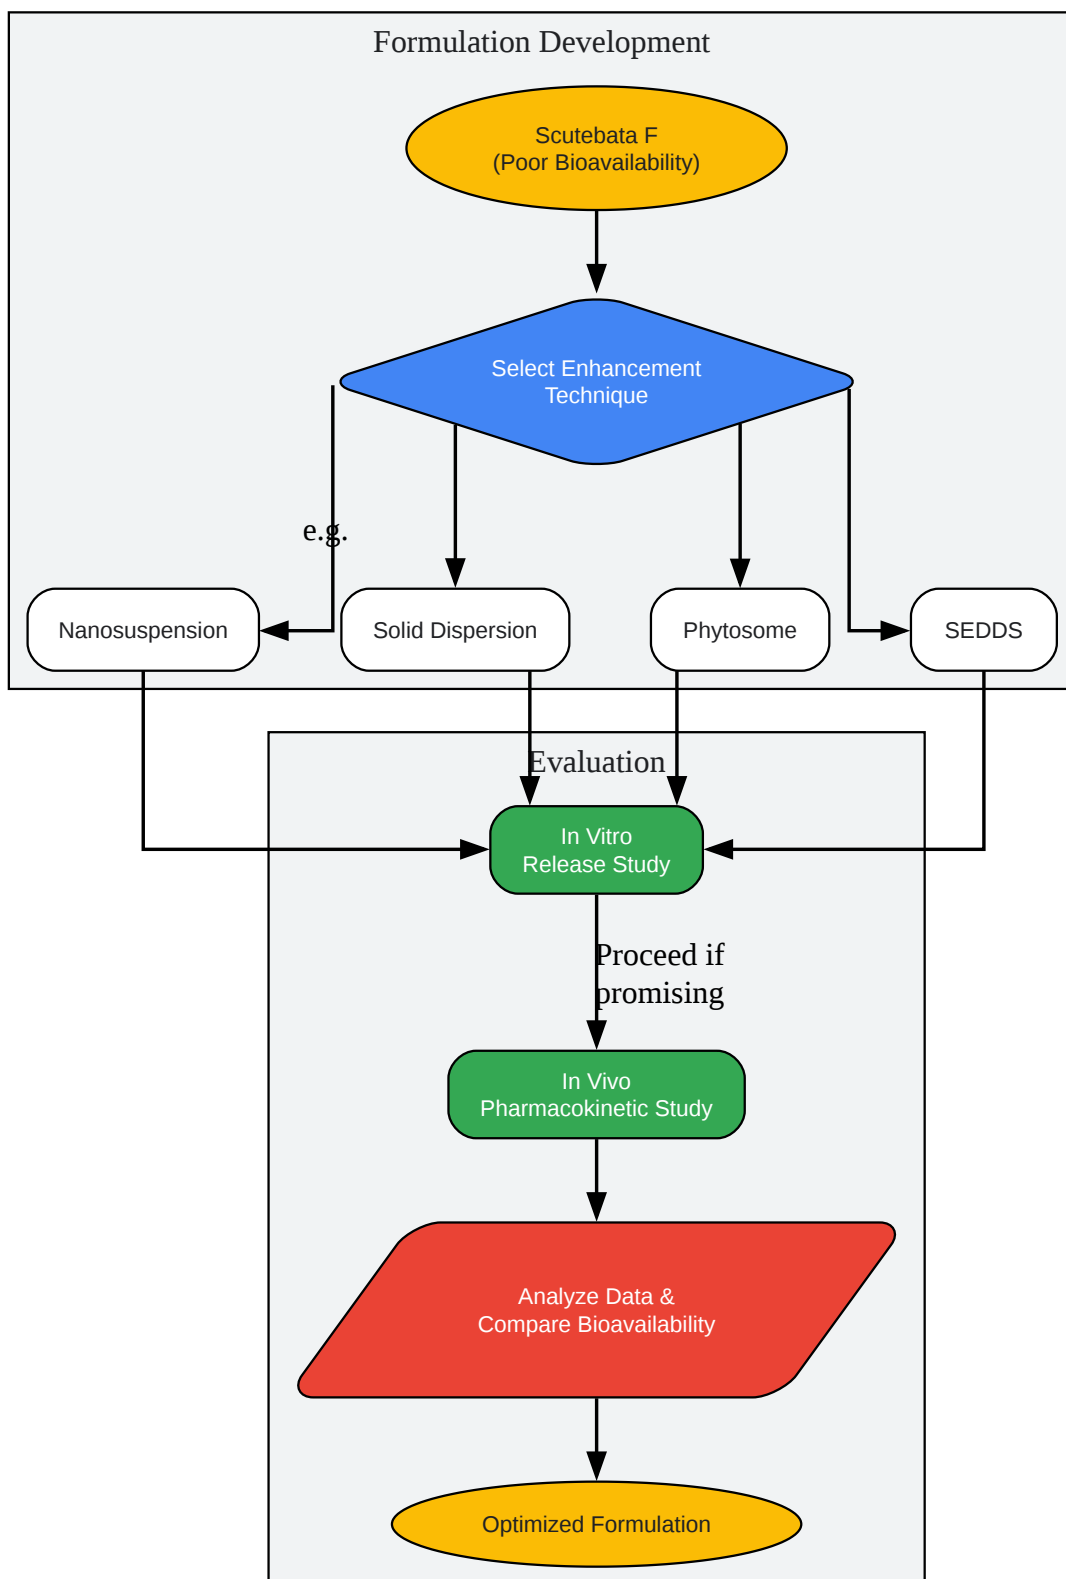 Formulation Development
Scutebata F
(Poor Bioavailability)
Select Enhancement
Technique
e.g.
Nanosuspension
Solid Dispersion
Phytosome
SEDDS
Evaluation
In Vitro
Release Study
Proceed if
promising
In Vivo
Pharmacokinetic Study
Analyze Data &
Compare Bioavailability
Optimized Formulation